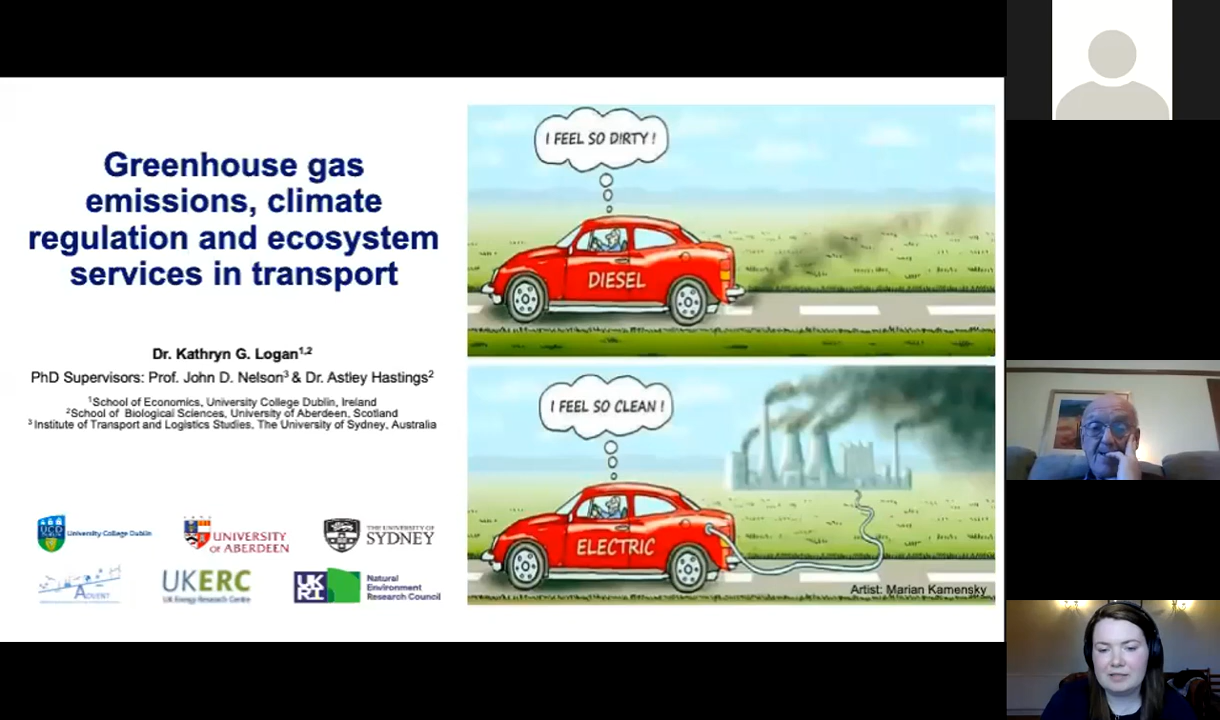 Greenhouse gas
emissions, climate
regulation and ecosystem
services in transport
Dr. Kathryn G. Logan1,2
PhD Supervisors: Prof. John D. Nelson3 & Dr. Astley Hastings2
1School of Economics, University College Dublin, Ireland
2School of Biological Sciences, University of Aberdeen, Scotland
3 Institute of Transport and Logistics Studies, The University of Sydney, Australia
UCD
University College Dublin
UNIVERSITY
OF ABERDEEN
THE UNIVERSITY OF
SYDNEY
ADVENT
UKERC
UK Energy Research Centre
UK
RI
Natural
Environment
Research Council
I FEEL SO DIRTY !
DIESEL
I FEEL SO CLEAN !
ELECTRIC
Artist: Marian Kamensky